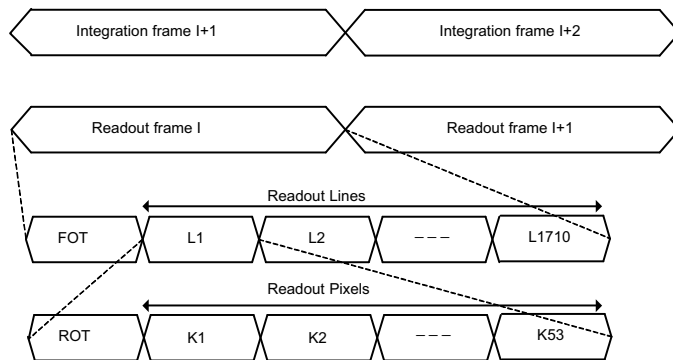 Integration frame I+1 Integration frame I+2
Readout frame I Readout frame I+1
Readout Lines
FOT L1 L2 --- L1710
Readout Pixels
ROT K1 K2 --- K53